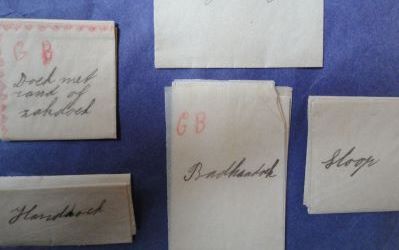 G B
Doek met
rand of
zakdoek
G B
Badhanddoek
Sloop
Handdoek